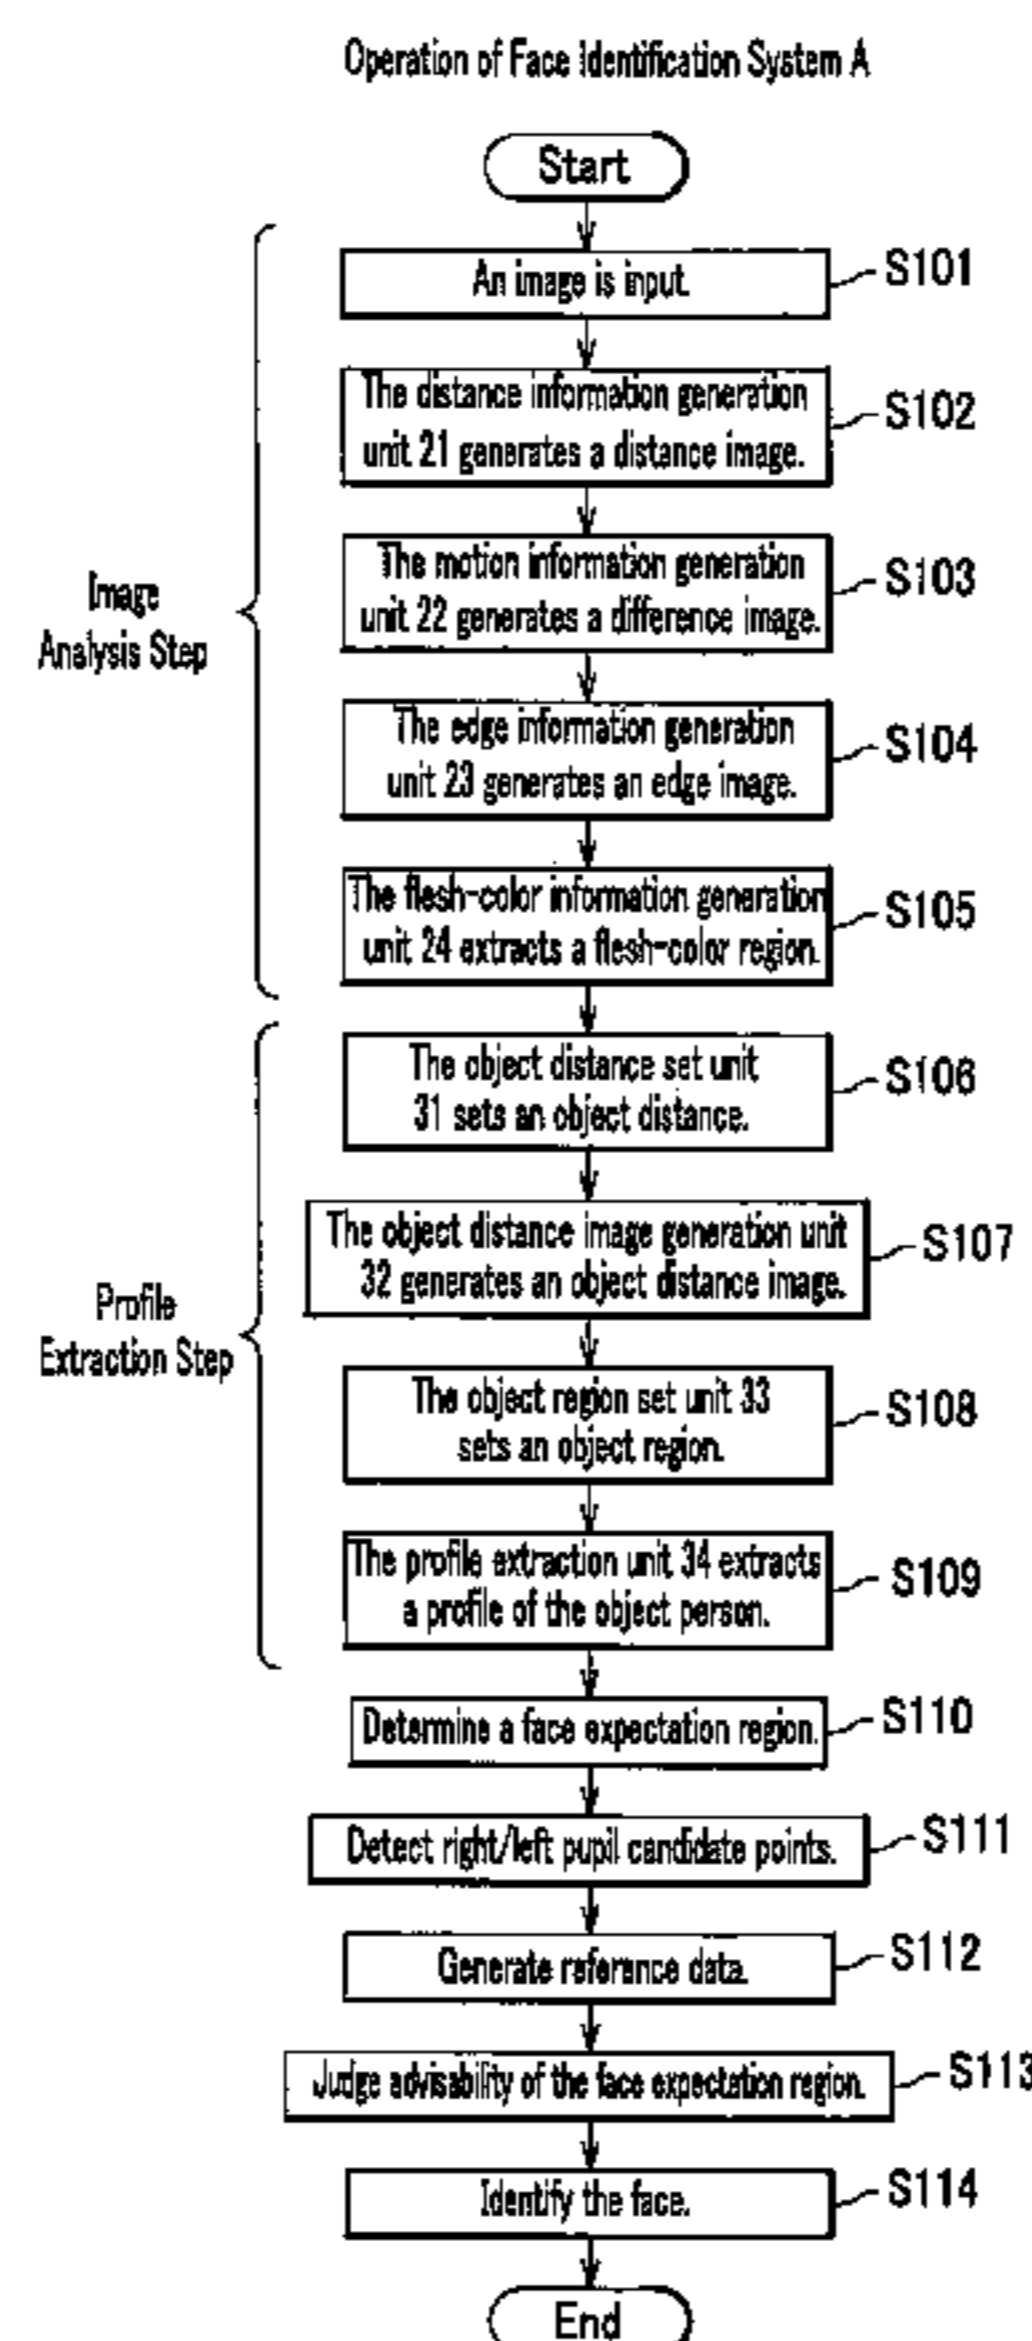 Operation of Face Identification System A
Start
An image is input.
S101
The distance information generation
unit 21 generates a distance image.
S102
The motion information generation
unit 22 generates a difference image.
S103
Image
Analysis Step
The edge information generation
unit 23 generates an edge image.
S104
The flesh-color information generation
unit 24 extracts a flesh-color region.
S105
The object distance set unit
31 sets an object distance.
S106
The object distance image generation unit
32 generates an object distance image.
S107
Profile
Extraction Step
The object region set unit 33
sets an object region.
S108
The profile extraction unit 34 extracts
a profile of the object person.
S109
Determine a face expectation region.
S110
Detect right/left pupil candidate points.
S111
Generate reference data.
S112
Judge advisability of the face expectation region.
S113
Identify the face.
S114
End